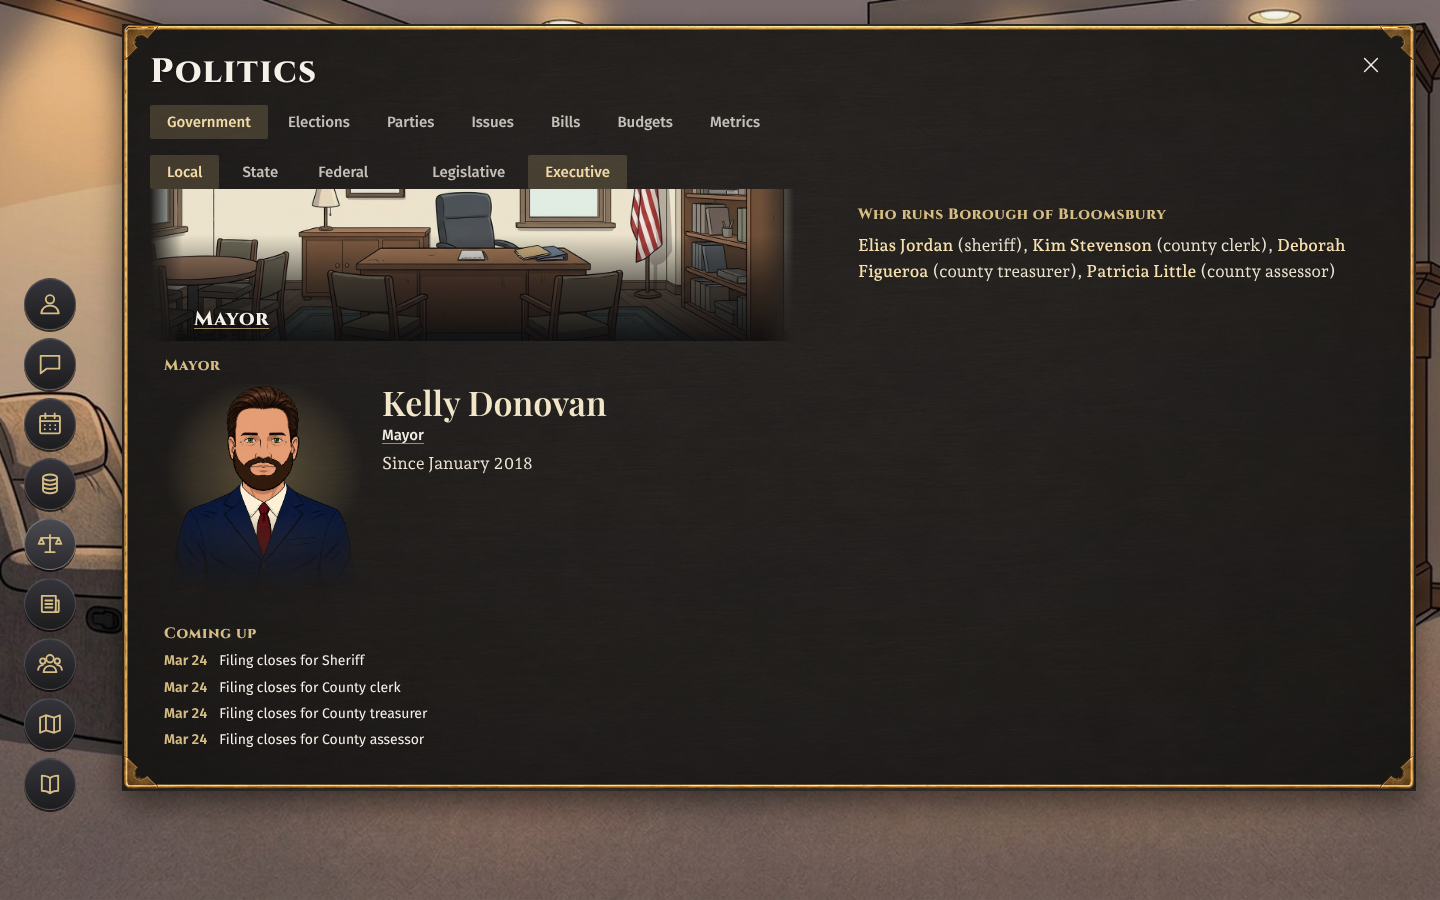 Politics
Government Elections Parties Issues Bills Budgets Metrics
Local State Federal Legislative Executive
Mayor
Mayor
Kelly Donovan
Mayor
Since January 2018
Coming up
Mar 24 Filing closes for Sheriff
Mar 24 Filing closes for County clerk
Mar 24 Filing closes for County treasurer
Mar 24 Filing closes for County assessor
Who runs Borough of Bloomsbury
Elias Jordan (sheriff), Kim Stevenson (county clerk), Deborah
Figueroa (county treasurer), Patricia Little (county assessor)